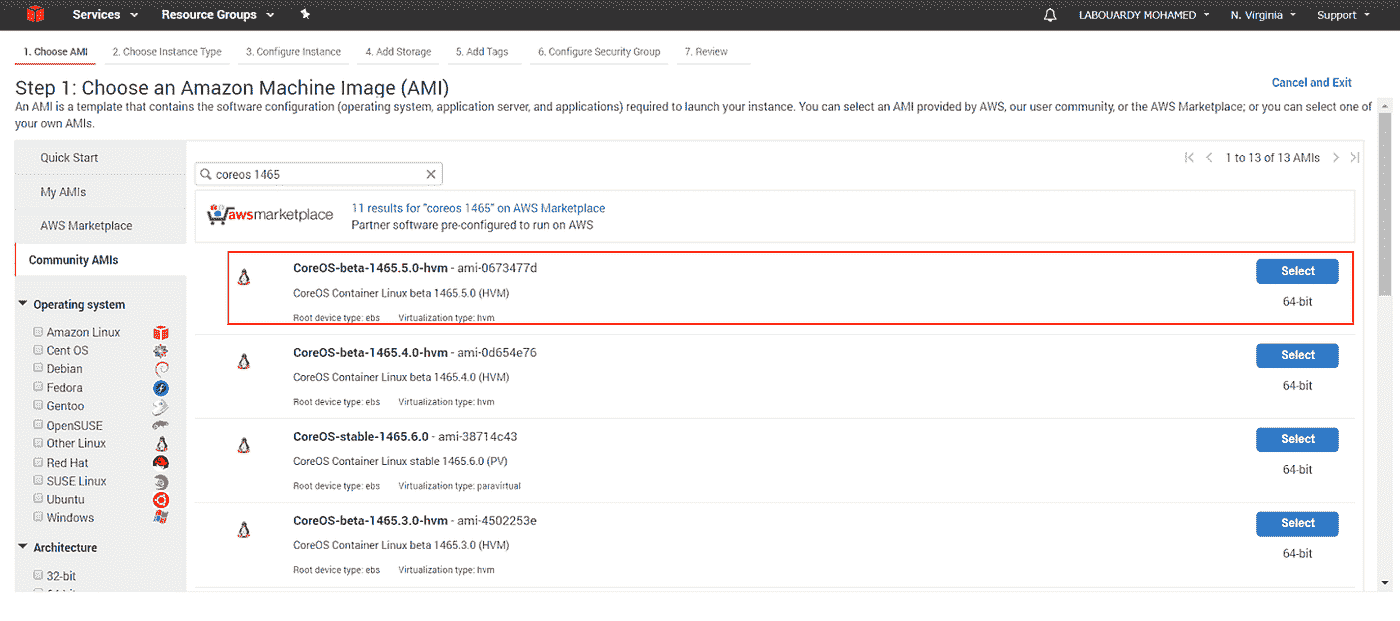 Services Resource Groups LABOUARDY MOHAMED N. Virginia Support
1. Choose AMI 2. Choose Instance Type 3. Configure Instance 4. Add Storage 5. Add Tags 6. Configure Security Group 7. Review
Step 1: Choose an Amazon Machine Image (AMI)
Cancel and Exit
An AMI is a template that contains the software configuration (operating system, application server, and applications) required to launch your instance. You can select an AMI provided by AWS, our user community, or the AWS Marketplace; or you can select one of
your own AMIs.
Quick Start
My AMIs
AWS Marketplace
Community AMIs
Operating system
Amazon Linux
Cent OS
Debian
Fedora
Gentoo
OpenSUSE
Other Linux
Red Hat
SUSE Linux
Ubuntu
Windows
Architecture
32-bit
coreos 1465
1 to 13 of 13 AMIs
awsmarketplace
11 results for "coreos 1465" on AWS Marketplace
Partner software pre-configured to run on AWS
CoreOS-beta-1465.5.0-hvm - ami-0673477d
CoreOS Container Linux beta 1465.5.0 (HVM)
Root device type: ebs Virtualization type: hvm
Select
64-bit
CoreOS-beta-1465.4.0-hvm - ami-0d654e76
CoreOS Container Linux beta 1465.4.0 (HVM)
Root device type: ebs Virtualization type: hvm
Select
64-bit
CoreOS-stable-1465.6.0 - ami-38714c43
CoreOS Container Linux stable 1465.6.0 (PV)
Root device type: ebs Virtualization type: paravirtual
Select
64-bit
CoreOS-beta-1465.3.0-hvm - ami-4502253e
CoreOS Container Linux beta 1465.3.0 (HVM)
Root device type: ebs Virtualization type: hvm
Select
64-bit